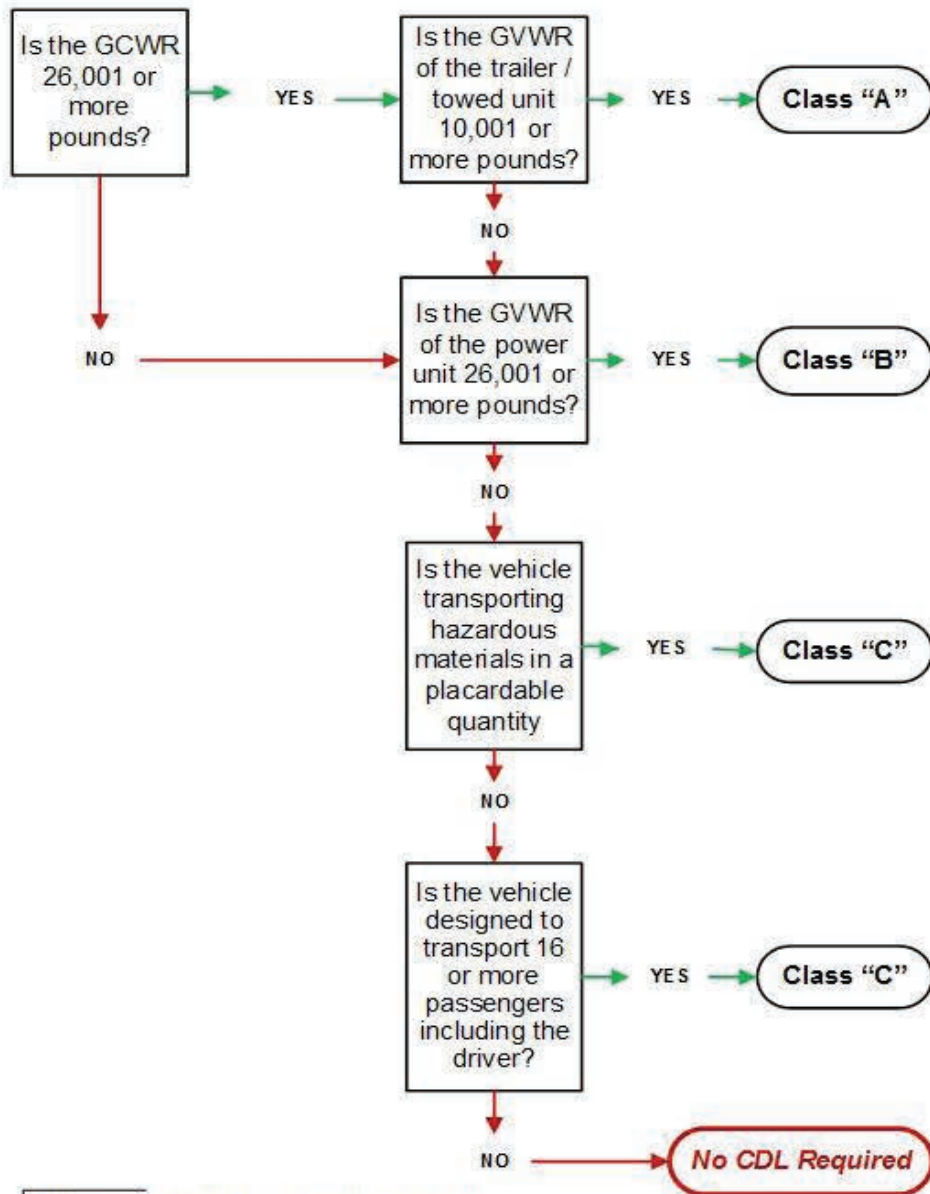 Is the GCWR
26,001 or
more
pounds?
YES
Is the GVWR
of the trailer /
towed unit
10,001 or
more pounds?
YES
Class “A”
NO
NO
Is the GVWR
of the power
unit 26,001 or
more pounds?
YES
Class “B”
NO
Is the vehicle
transporting
hazardous
materials in a
placardable
quantity
YES
Class “C”
NO
Is the vehicle
designed to
transport 16
or more
passengers
including the
driver?
YES
Class “C”
NO
No CDL Required